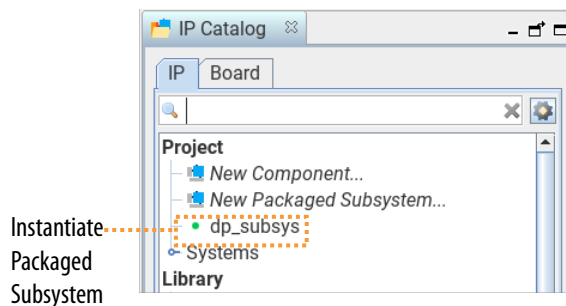 IP Catalog
IP Board
Project
New Component...
New Packaged Subsystem...
Instantiate
Packaged
Subsystem
dp_subsys
Systems
Library